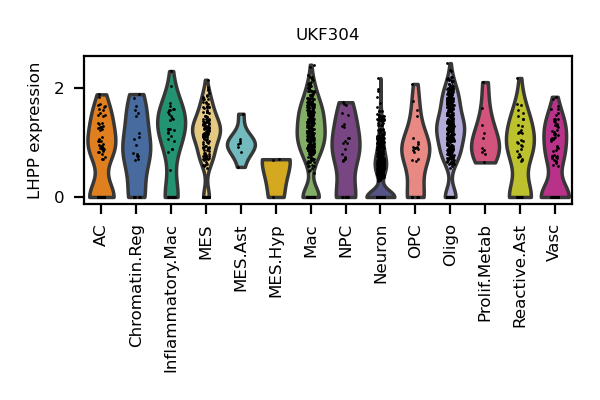 UKF304
LHPP expression
2
0
AC
Chromatin.Reg
Inflammatory.Mac
MES
MES.Ast
MES.Hyp
Mac
NPC
Neuron
OPC
Oligo
Prolif.Metab
Reactive.Ast
Vasc